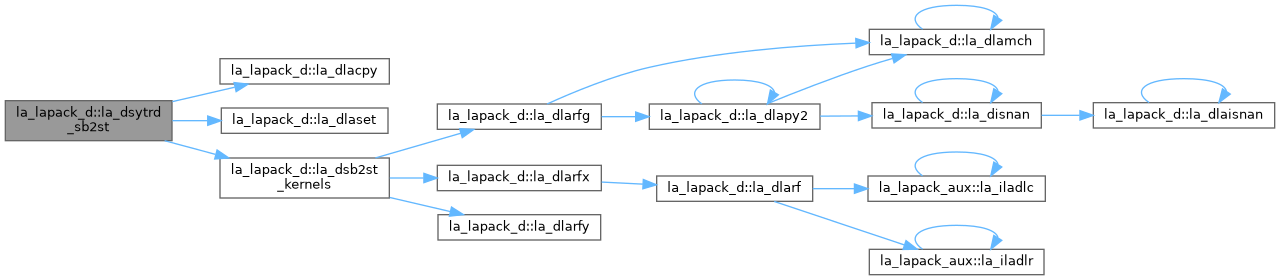 la_lapack_d::la_dsytrd
_sb2st
la_lapack_d::la_dlacpy
la_lapack_d::la_dlaset
la_lapack_d::la_dsb2st
_kernels
la_lapack_d::la_dlarfg
la_lapack_d::la_dlarfx
la_lapack_d::la_dlarfy
la_lapack_d::la_dlapy2
la_lapack_d::la_dlarf
la_lapack_d::la_dlamch
la_lapack_d::la_disnan
la_lapack_aux::la_iladlc
la_lapack_aux::la_iladlr
la_lapack_d::la_dlaisnan